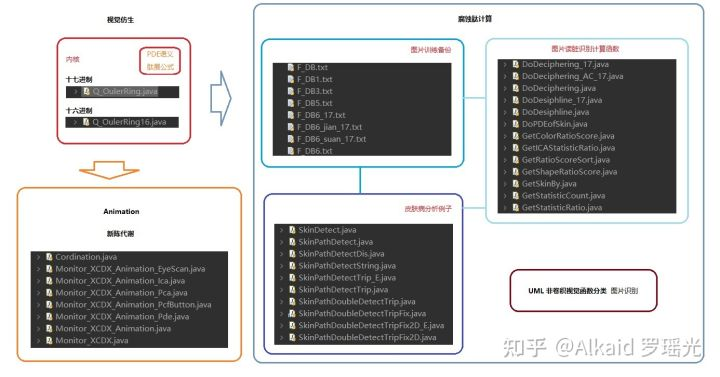 视觉仿生
内核
PDE语义
肽展公式
十七进制
Q_OulerRing.java
十六进制
Q_OulerRing16.java
Animation
新陈代谢
Cordination.java
Monitor_XCDX_Animation_EyeScan.java
Monitor_XCDX_Animation_Ica.java
Monitor_XCDX_Animation_Pca.java
Monitor_XCDX_Animation_PcfButton.java
Monitor_XCDX_Animation_Pde.java
Monitor_XCDX_Animation.java
Monitor_XCDX.java
腐蚀肽计算
图片训练备份
F_DB.txt
F_DB1.txt
F_DB3.txt
F_DB5.txt
F_DB6_17.txt
F_DB6_jian_17.txt
F_DB6_suan_17.txt
F_DB6.txt
图片读脏识别计算函数
DoDeciphering_17.java
DoDeciphering_AC_17.java
DoDeciphering.java
DoDesiphline_17.java
DoDesiphline.java
DoPDEofSkin.java
GetColorRatioScore.java
GetICAStatisticRatio.java
GetRatioScoreSort.java
GetShapeRatioScore.java
GetSkinBy.java
GetStatisticCount.java
GetStatisticRatio.java
皮肤病分析例子
SkinDetect.java
SkinPathDetect.java
SkinPathDetectDis.java
SkinPathDetectString.java
SkinPathDetectTrip_E.java
SkinPathDetectTrip.java
SkinPathDoubleDetectTrip.java
SkinPathDoubleDetectTripFix.java
SkinPathDoubleDetectTripFix2D_E.java
SkinPathDoubleDetectTripFix2D.java
UML 非卷积视觉函数分类 图片识别
知乎 @Alkaid 罗瑶光